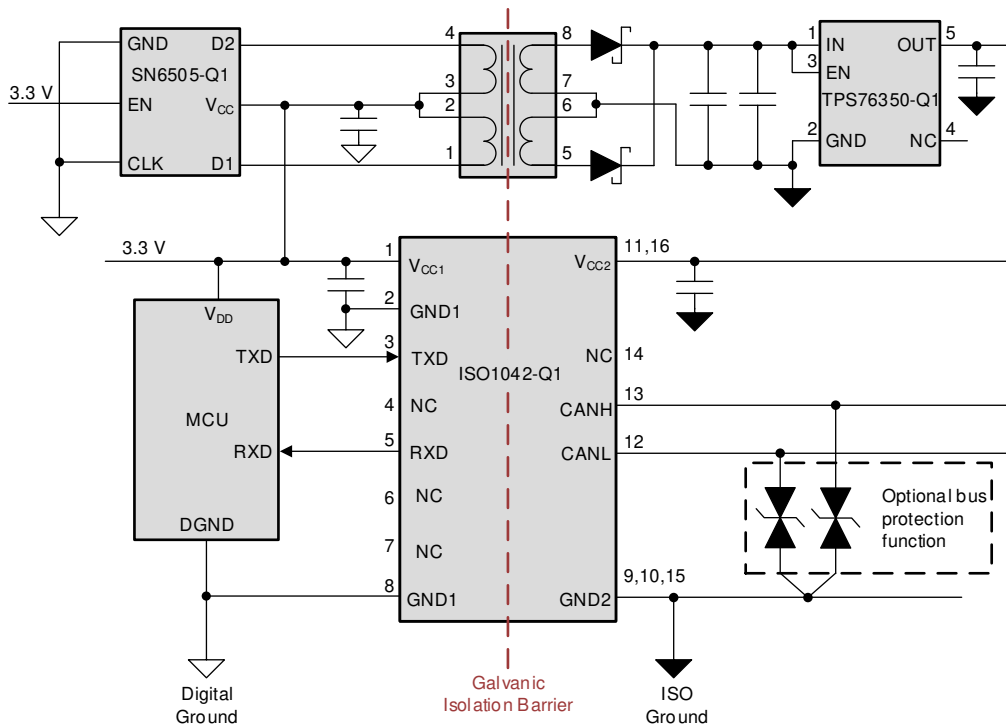 GND
D2
SN6505-Q1
3.3 V
EN
VCC
CLK
D1
4
3
2
1
8
7
6
5
1
IN
OUT
5
3
EN
TPS76350-Q1
2
GND
NC
4
3.3 V
1
VCC1
2
GND1
3
TXD
4
NC
5
RXD
6
NC
7
NC
8
GND1
ISO1042-Q1
11,16
VCC2
NC
14
13
CANH
12
CANL
9,10,15
GND2
VDD
TXD
MCU
RXD
DGND
Optional bus
protection
function
Digital
Ground
Galvanic
Isolation Barrier
ISO
Ground